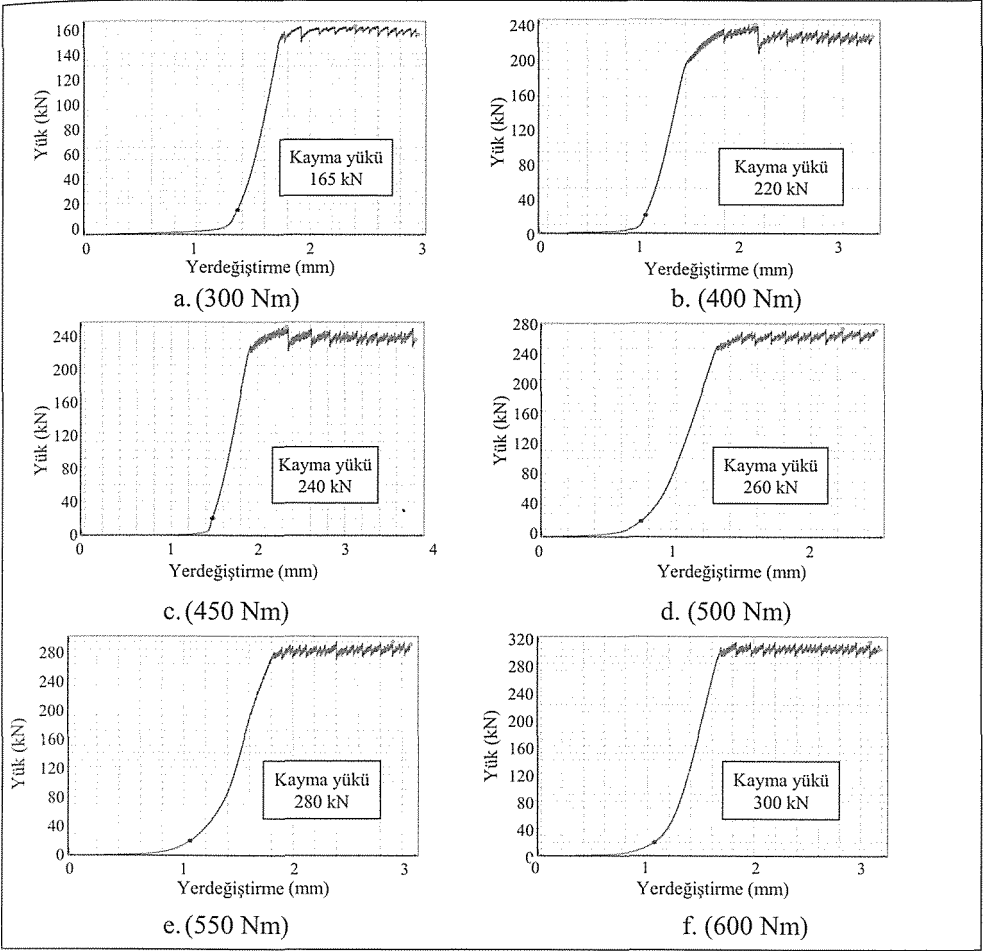 160
140
120
100
80
60
40
20
0
Yük (kN)
Kayma yükü
165 kN
0 1 2 3
Yerdeğiştirme (mm)
a. (300 Nm)
240
200
160
120
80
40
0
Yük (kN)
Kayma yükü
220 kN
0 1 2 3
Yerdeğiştirme (mm)
b. (400 Nm)
240
200
160
120
80
40
0
Yük (kN)
Kayma yükü
240 kN
0 1 2 3 4
Yerdeğiştirme (mm)
c. (450 Nm)
280
240
200
160
120
80
40
0
Yük (kN)
Kayma yükü
260 kN
0 1 2
Yerdeğiştirme (mm)
d. (500 Nm)
280
240
200
160
120
80
40
0
Yük (kN)
Kayma yükü
280 kN
0 1 2 3
Yerdeğiştirme (mm)
e. (550 Nm)
320
280
240
200
160
120
80
40
0
Yük (kN)
Kayma yükü
300 kN
0 1 2 3
Yerdeğiştirme (mm)
f. (600 Nm)